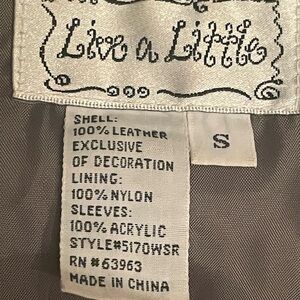 Live a Little
S
SHELL:
100% LEATHER
EXCLUSIVE
OF DECORATION
LINING:
100% NYLON
SLEEVES:
100% ACRYLIC
STYLE#5170WSR
RN #63963
MADE IN CHINA